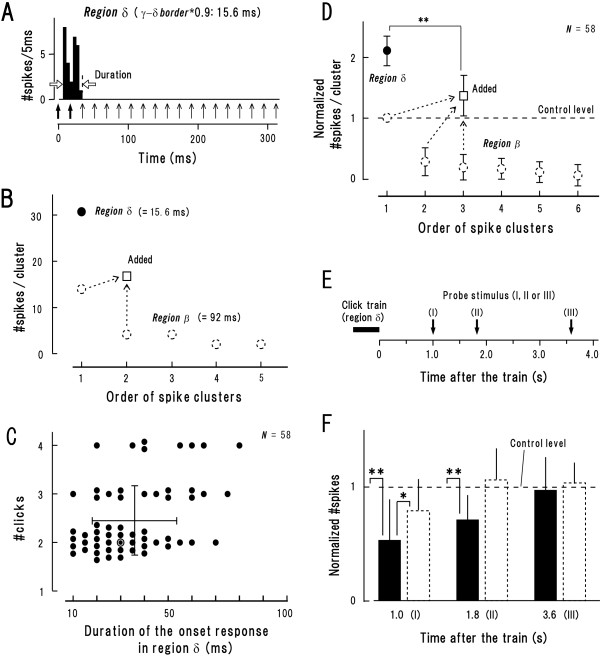 A
Region δ ( γ-δ border*0.9: 15.6 ms)
#spikes/5ms
5
0
Duration
0 100 200 300
Time (ms)
B
#spikes / cluster
30
20
10
0
Region δ (= 15.6 ms)
Added
Region β (= 92 ms)
1 2 3 4 5
Order of spike clusters
C
N = 58
#clicks
4
3
2
1
10 50 100
Duration of the onset response
in region δ (ms)
D
N = 58
**
Normalized
#spikes / cluster
2
1
0
Region δ
Added
Control level
Region β
1 2 3 4 5 6
Order of spike clusters
E
Click train
(region δ)
Probe stimulus (I, II or III)
(I) (II) (III)
0 1.0 2.0 3.0 4.0
Time after the train (s)
F
Control level
Normalized #spikes
1
0
**
*
**
1.0 (I) 1.8 (II) 3.6 (III)
Time after the train (s)